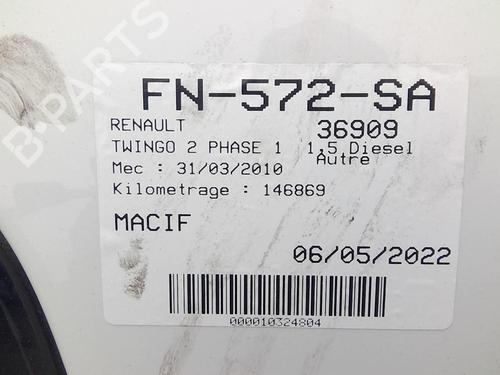 B-PARTS
FN-572-SA
RENAULT 36909
TWINGO 2 PHASE 1 1,5 Diesel
Autre
Mec : 31/03/2010
Kilometrage : 146869
MACIF
06/05/2022
000010324804